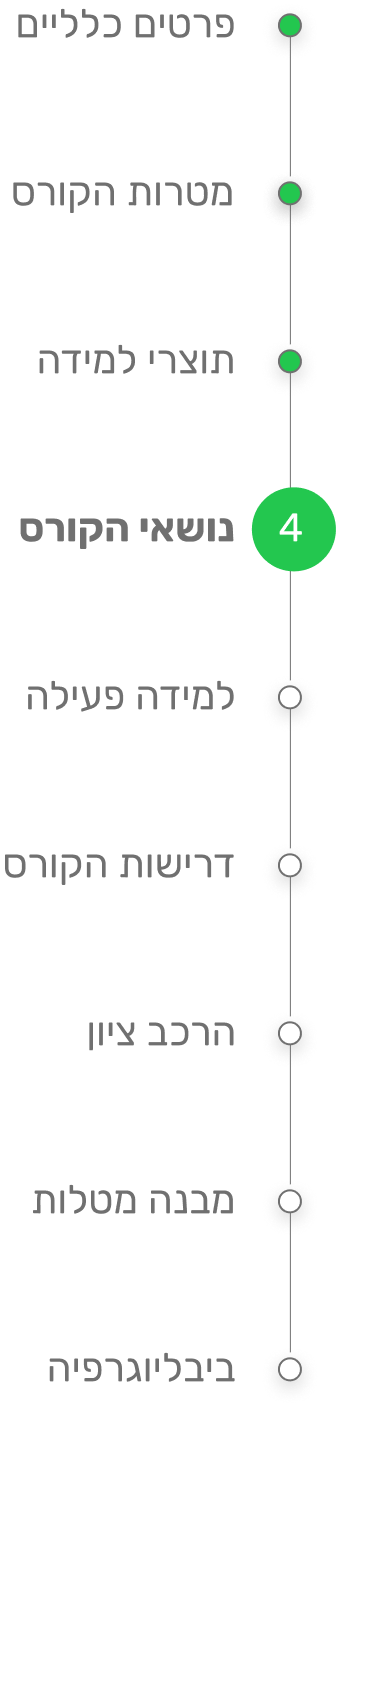 פרטים כלליים
מטרות הקורס
תוצרי למידה
4 נושאי הקורס
למידה פעילה
דרישות הקורס
הרכב ציון
מבנה מטלות
ביבליוגרפיה